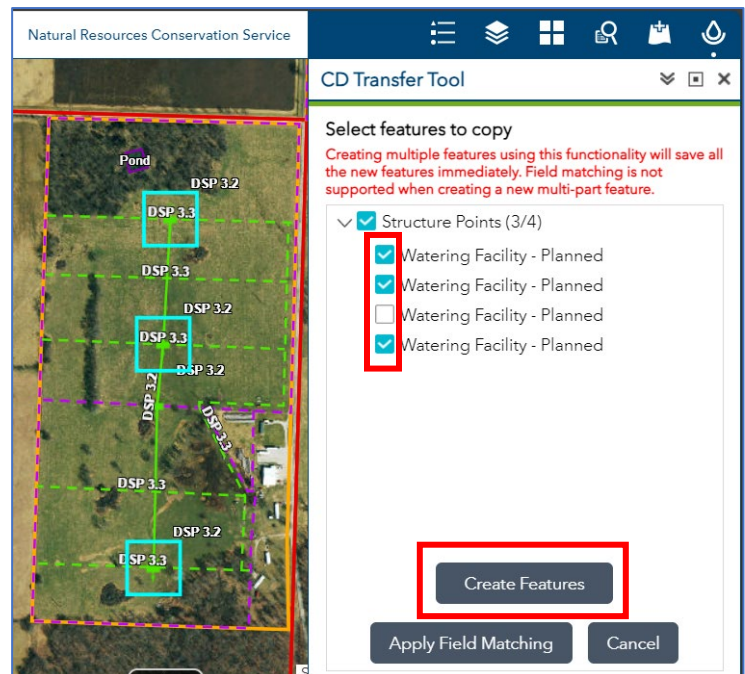 Natural Resources Conservation Service
CD Transfer Tool
Select features to copy
Creating multiple features using this functionality will save all
the new features immediately. Field matching is not
supported when creating a new multi-part feature.
Structure Points (3/4)
Watering Facility - Planned
Watering Facility - Planned
Watering Facility - Planned
Watering Facility - Planned
Create Features
Apply Field Matching
Cancel
Pond
DSP 3.2
DSP 3.3
DSP 3.3
DSP 3.2
DSP 3.3
DSP 3.2
DSP 3.2
DSP 3.3
DSP 3.3
DSP 3.2
DSP 3.3